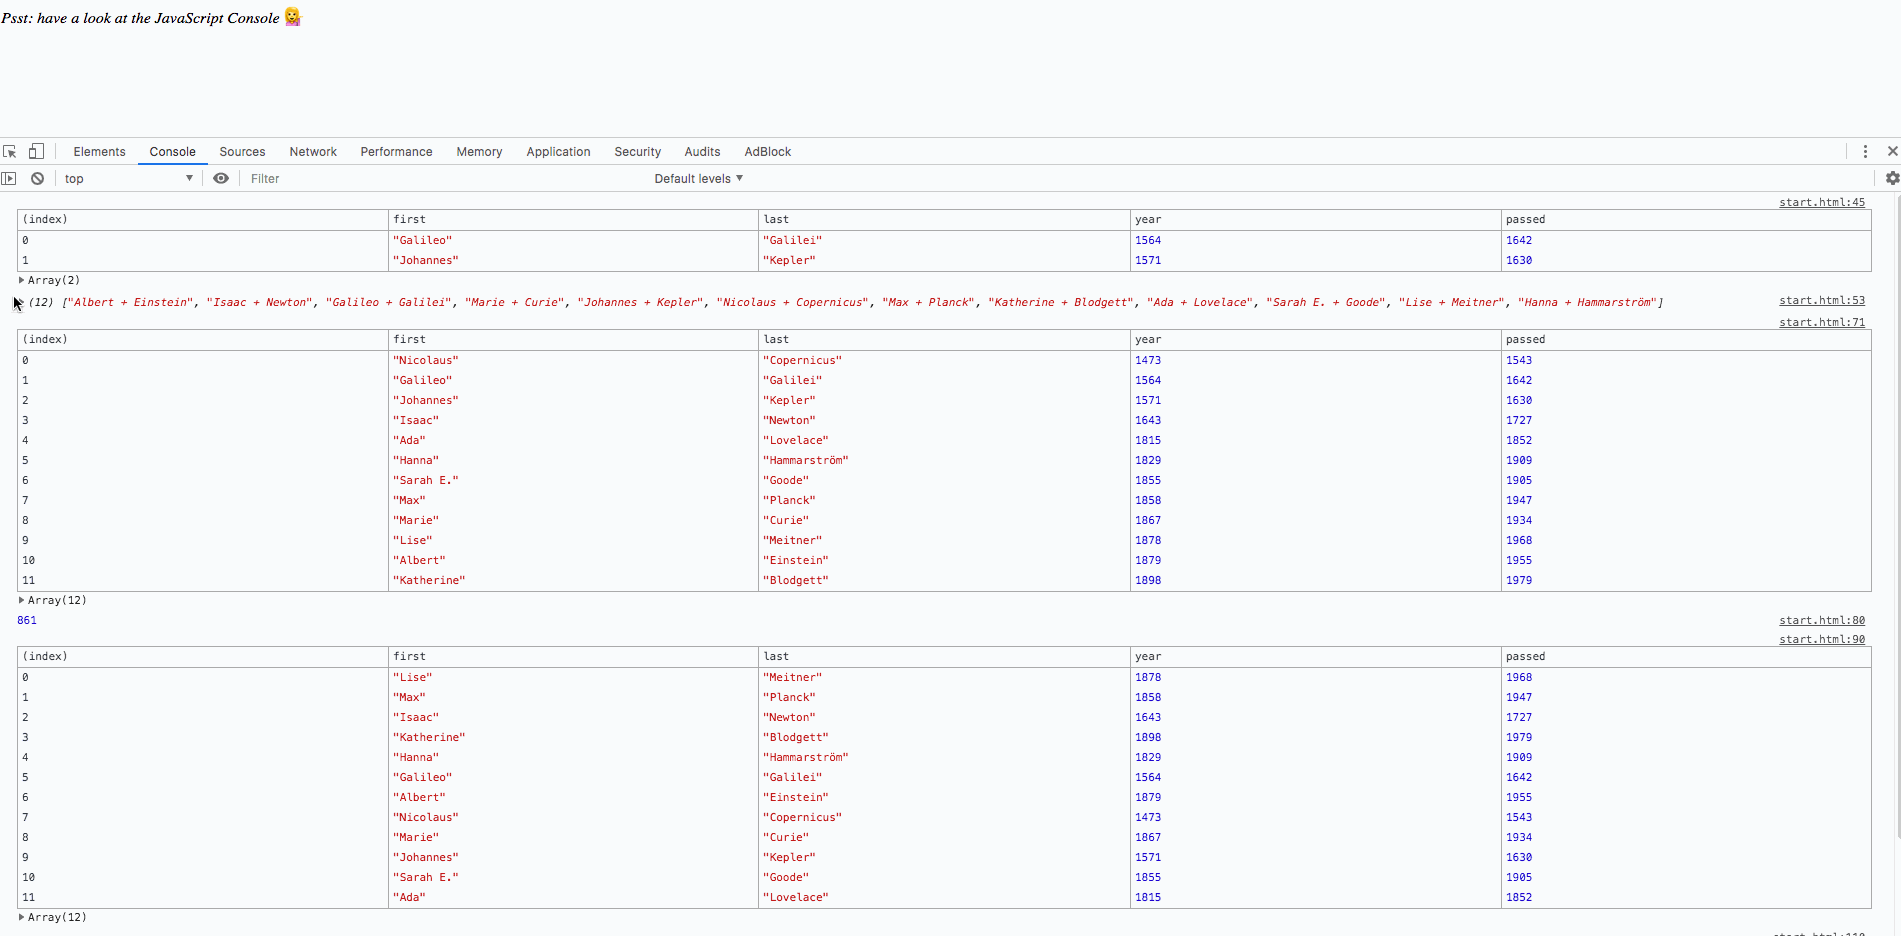 Psst: have a look at the JavaScript Console 💁
Elements Console Sources Network Performance Memory Application Security Audits AdBlock
top Filter Default levels
start.html:45
(index) first last year passed
0 "Galileo" "Galilei" 1564 1642
1 "Johannes" "Kepler" 1571 1630
Array(2)
(12) ["Albert + Einstein", "Isaac + Newton", "Galileo + Galilei", "Marie + Curie", "Johannes + Kepler", "Nicolaus + Copernicus", "Max + Planck", "Katherine + Blodgett", "Ada + Lovelace", "Sarah E. + Goode", "Lise + Meitner", "Hanna + Hammarström"] start.html:53
start.html:71
(index) first last year passed
0 "Nicolaus" "Copernicus" 1473 1543
1 "Galileo" "Galilei" 1564 1642
2 "Johannes" "Kepler" 1571 1630
3 "Isaac" "Newton" 1643 1727
4 "Ada" "Lovelace" 1815 1852
5 "Hanna" "Hammarström" 1829 1909
6 "Sarah E." "Goode" 1855 1905
7 "Max" "Planck" 1858 1947
8 "Marie" "Curie" 1867 1934
9 "Lise" "Meitner" 1878 1968
10 "Albert" "Einstein" 1879 1955
11 "Katherine" "Blodgett" 1898 1979
Array(12)
861 start.html:80
start.html:90
(index) first last year passed
0 "Lise" "Meitner" 1878 1968
1 "Max" "Planck" 1858 1947
2 "Isaac" "Newton" 1643 1727
3 "Katherine" "Blodgett" 1898 1979
4 "Hanna" "Hammarström" 1829 1909
5 "Galileo" "Galilei" 1564 1642
6 "Albert" "Einstein" 1879 1955
7 "Nicolaus" "Copernicus" 1473 1543
8 "Marie" "Curie" 1867 1934
9 "Johannes" "Kepler" 1571 1630
10 "Sarah E." "Goode" 1855 1905
11 "Ada" "Lovelace" 1815 1852
Array(12)